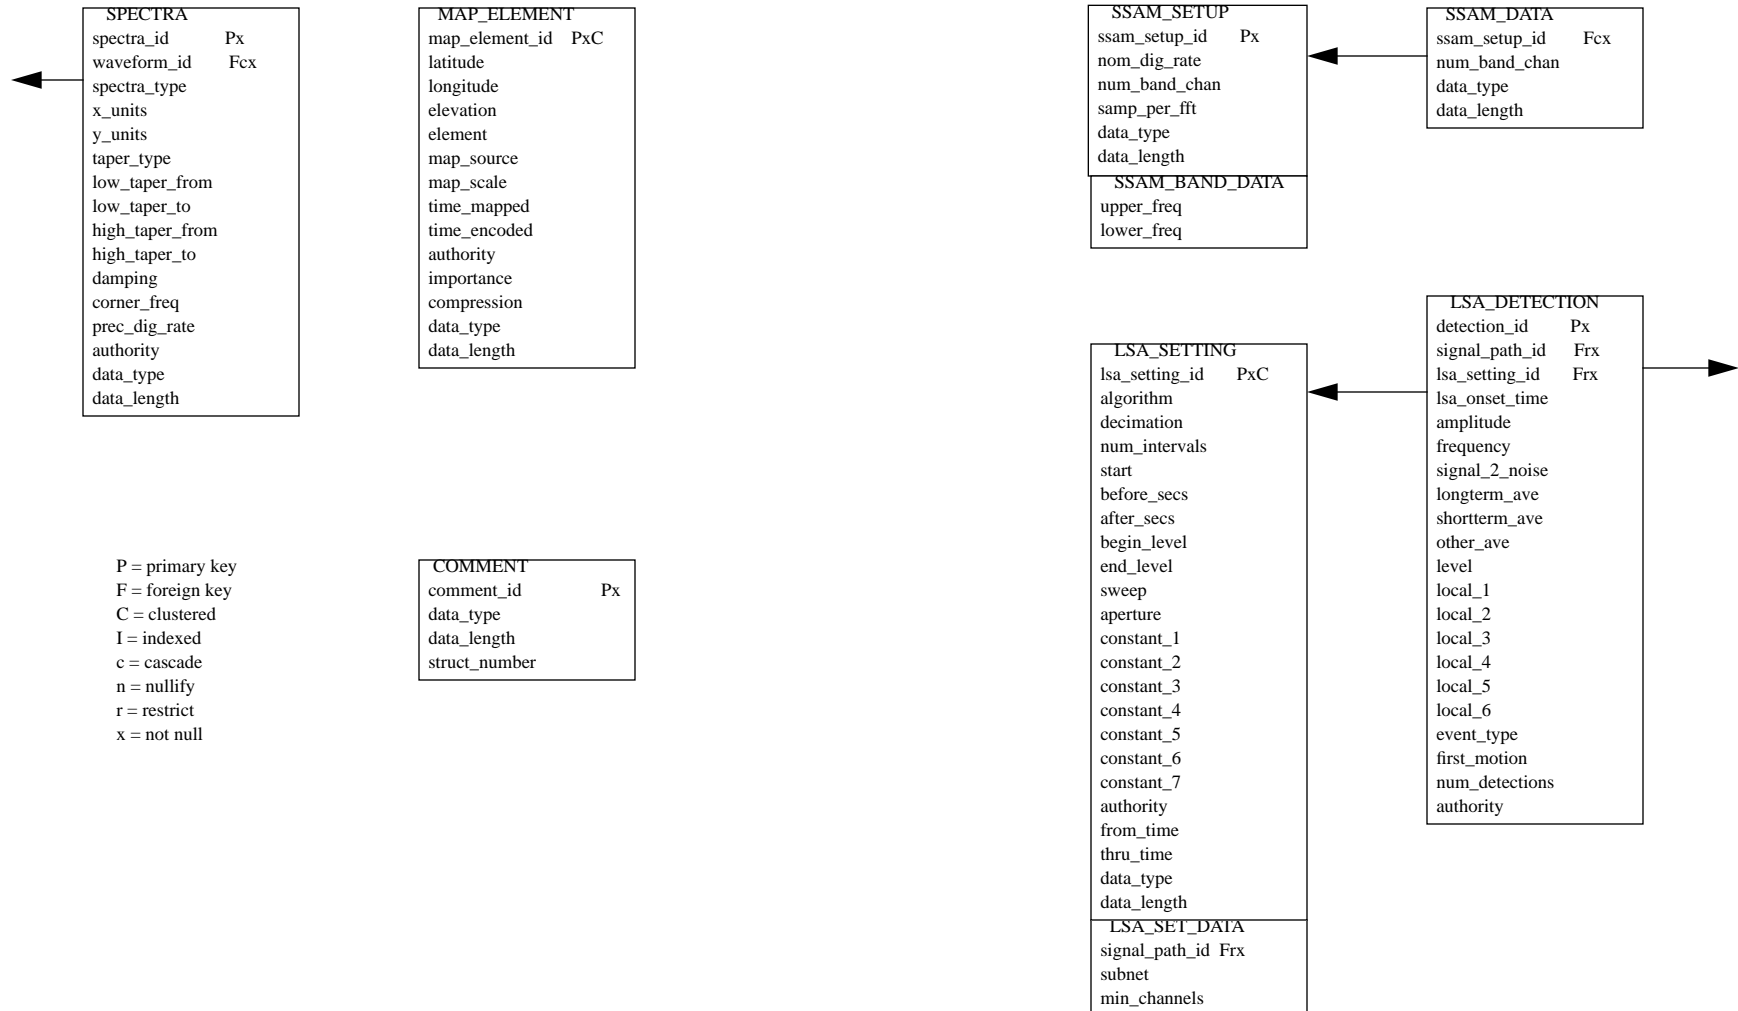 SPECTRA
spectra_id Px
waveform_id Fcx
spectra_type
x_units
y_units
taper_type
low_taper_from
low_taper_to
high_taper_from
high_taper_to
damping
corner_freq
prec_dig_rate
authority
data_type
data_length
MAP_ELEMENT
map_element_id PxC
latitude
longitude
elevation
element
map_source
map_scale
time_mapped
time_encoded
authority
importance
compression
data_type
data_length
P = primary key
F = foreign key
C = clustered
I = indexed
c = cascade
n = nullify
r = restrict
x = not null
COMMENT
comment_id Px
data_type
data_length
struct_number
SSAM_SETUP
ssam_setup_id Px
nom_dig_rate
num_band_chan
samp_per_fft
data_type
data_length
SSAM_BAND_DATA
upper_freq
lower_freq
SSAM_DATA
ssam_setup_id Fcx
num_band_chan
data_type
data_length
LSA_SETTING
lsa_setting_id PxC
algorithm
decimation
num_intervals
start
before_secs
after_secs
begin_level
end_level
sweep
aperture
constant_1
constant_2
constant_3
constant_4
constant_5
constant_6
constant_7
authority
from_time
thru_time
data_type
data_length
LSA_SET_DATA
signal_path_id Frx
subnet
min_channels
LSA_DETECTION
detection_id Px
signal_path_id Frx
lsa_setting_id Frx
lsa_onset_time
amplitude
frequency
signal_2_noise
longterm_ave
shortterm_ave
other_ave
level
local_1
local_2
local_3
local_4
local_5
local_6
event_type
first_motion
num_detections
authority